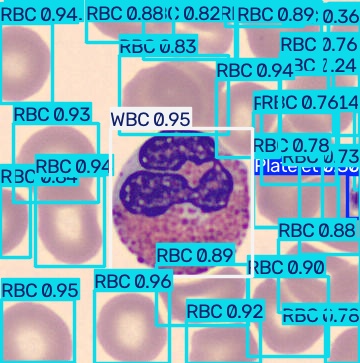 RBC 0.94
RBC 0.88
0.82
RBC 0.89
0.36
RBC 0.83
RBC 0.76
RBC 0.94
RBC 0.93
WBC 0.95
RBC 0.78
RBC 0.94
RBC 0.88
RBC 0.89
RBC 0.90
RBC 0.95
RBC 0.96
RBC 0.92
RBC 0.78